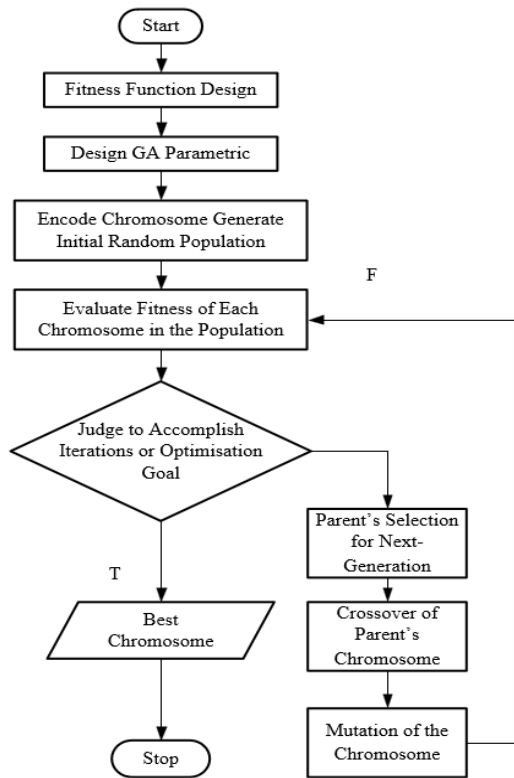 Start
Fitness Function Design
Design GA Parametric
Encode Chromosome Generate
Initial Random Population
F
Evaluate Fitness of Each
Chromosome in the Population
Judge to Accomplish
Iterations or Optimisation
Goal
Parent's Selection
for Next-
Generation
T
Best
Chromosome
Crossover of
Parent's
Chromosome
Mutation of the
Chromosome
Stop